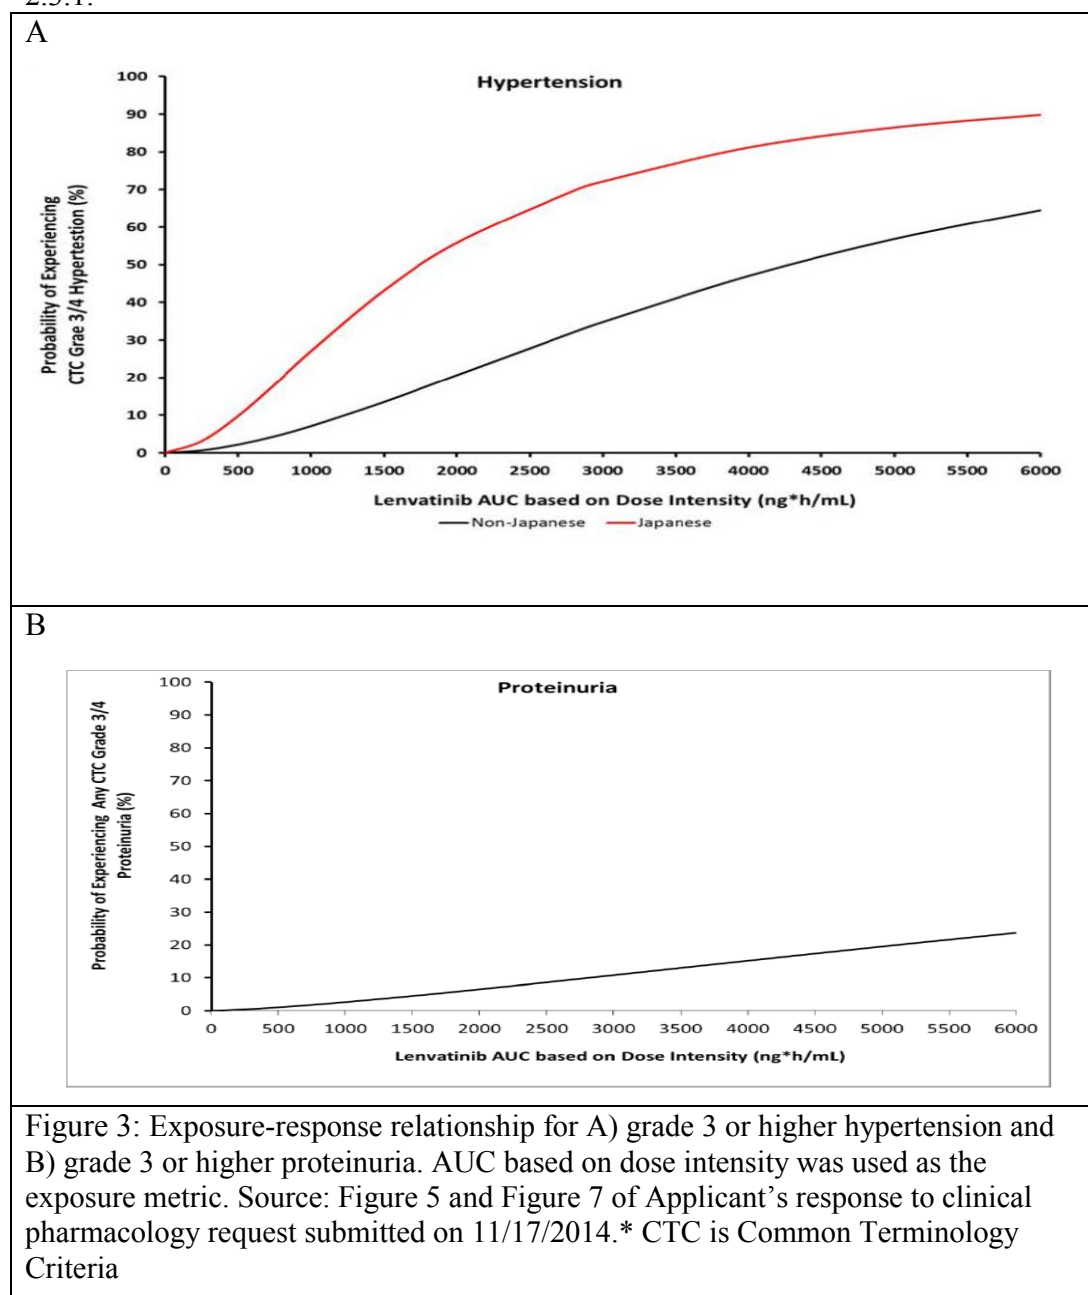 2.3.1.
A
Hypertension
Probability of Experiencing
CTC Grae 3/4 Hypertestion (%)
100
90
80
70
60
50
40
30
20
10
0
0 500 1000 1500 2000 2500 3000 3500 4000 4500 5000 5500 6000
Lenvatinib AUC based on Dose Intensity (ng*h/mL)
Non-Japanese Japanese
B
Proteinuria
Probability of Experiencing Any CTC Grade 3/4
Proteinuria (%)
100
90
80
70
60
50
40
30
20
10
0
0 500 1000 1500 2000 2500 3000 3500 4000 4500 5000 5500 6000
Lenvatinib AUC based on Dose Intensity (ng*h/mL)
Figure 3: Exposure-response relationship for A) grade 3 or higher hypertension and
B) grade 3 or higher proteinuria. AUC based on dose intensity was used as the
exposure metric. Source: Figure 5 and Figure 7 of Applicant’s response to clinical
pharmacology request submitted on 11/17/2014.* CTC is Common Terminology
Criteria